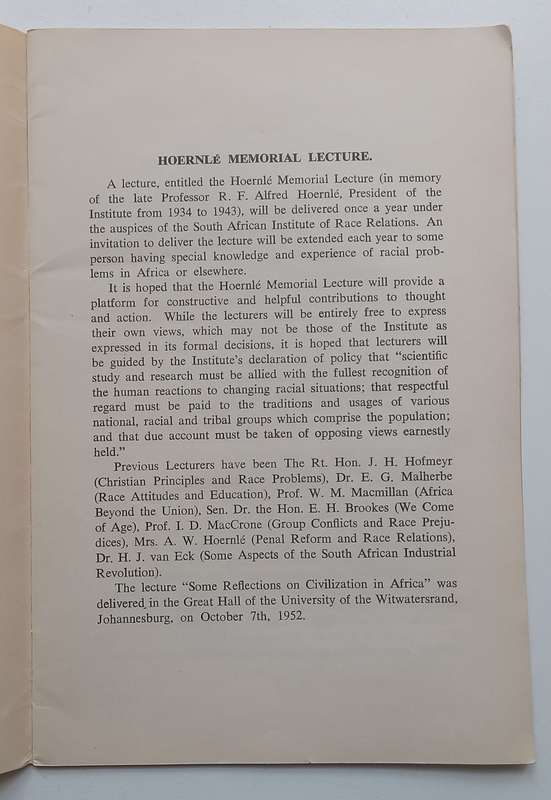 HOERNLÉ MEMORIAL LECTURE.
A lecture, entitled the Hoernlé Memorial Lecture (in memory
of the late Professor R. F. Alfred Hoernlé, President of the
Institute from 1934 to 1943), will be delivered once a year under
the auspices of the South African Institute of Race Relations. An
invitation to deliver the lecture will be extended each year to some
person having special knowledge and experience of racial prob-
lems in Africa or elsewhere.
It is hoped that the Hoernlé Memorial Lecture will provide a
platform for constructive and helpful contributions to thought
and action. While the lecturers will be entirely free to express
their own views, which may not be those of the Institute as
expressed in its formal decisions, it is hoped that lecturers will
be guided by the Institute's declaration of policy that "scientific
study and research must be allied with the fullest recognition of
the human reactions to changing racial situations; that respectful
regard must be paid to the traditions and usages of various
national, racial and tribal groups which comprise the population;
and that due account must be taken of opposing views earnestly
held."
Previous Lecturers have been The Rt. Hon. J. H. Hofmeyr
(Christian Principles and Race Problems), Dr. E. G. Malherbe
(Race Attitudes and Education), Prof. W. M. Macmillan (Africa
Beyond the Union), Sen. Dr. the Hon. E. H. Brookes (We Come
of Age), Prof. I. D. MacCrone (Group Conflicts and Race Preju-
dices), Mrs. A. W. Hoernlé (Penal Reform and Race Relations),
Dr. H. J. van Eck (Some Aspects of the South African Industrial
Revolution).
The lecture "Some Reflections on Civilization in Africa" was
delivered in the Great Hall of the University of the Witwatersrand,
Johannesburg, on October 7th, 1952.